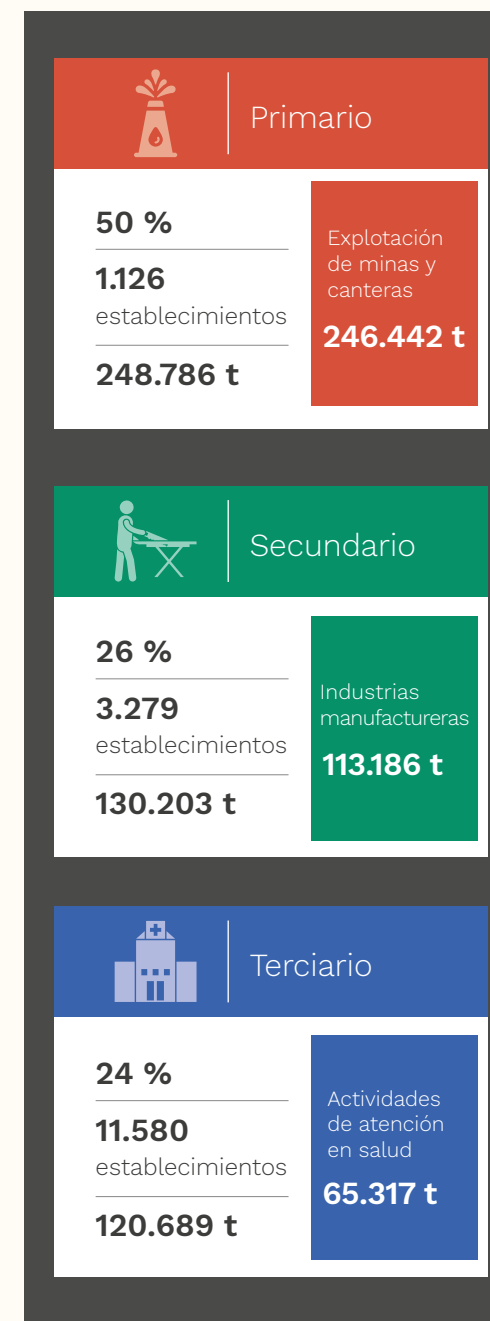 Primario
50 %
1.126
establecimientos
248.786 t
Explotación
de minas y
canteras
246.442 t
Secundario
26 %
3.279
establecimientos
130.203 t
Industrias
manufactureras
113.186 t
Terciario
24 %
11.580
establecimientos
120.689 t
Actividades
de atención
en salud
65.317 t